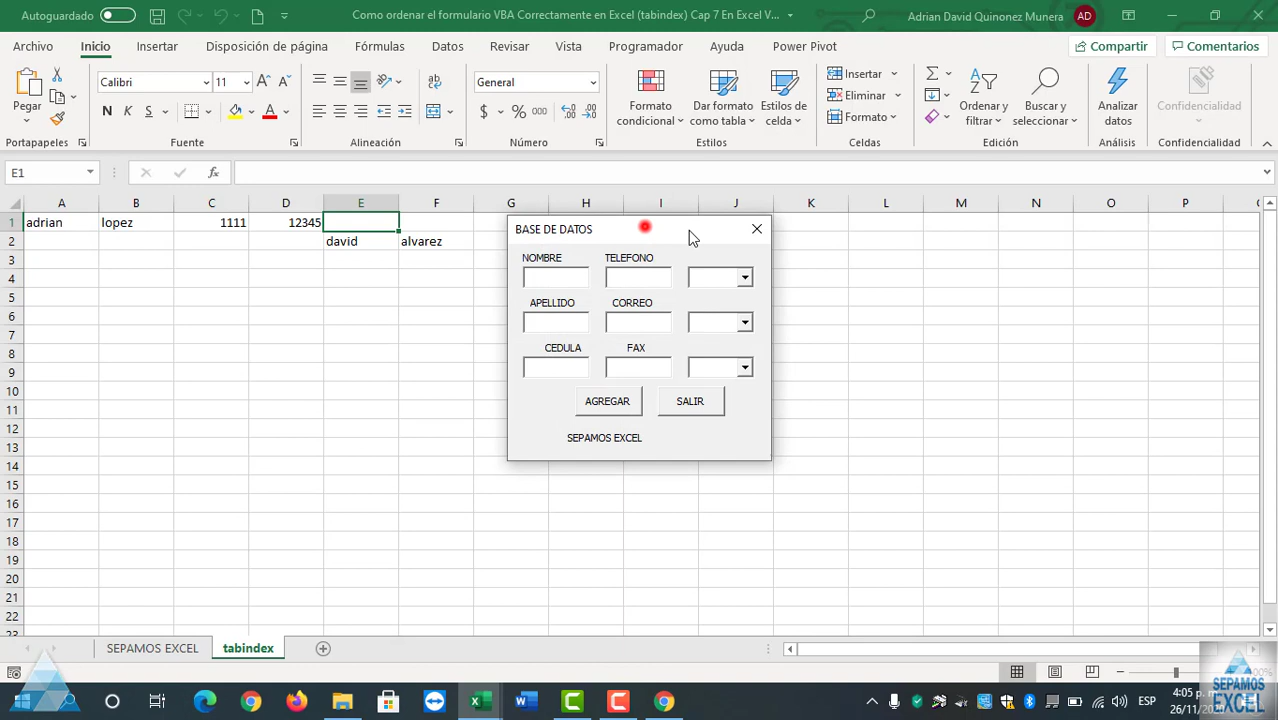 Autoguardado
Como ordenar el formulario VBA Correctamente en Excel (tabindex) Cap 7 En Excel V...
Adrian David Quinonez Munera AD
Archivo Inicio Insertar Disposición de página Fórmulas Datos Revisar Vista Programador Ayuda Power Pivot Compartir Comentarios
Pegar
Calibri 11
N K S
General
$ % 000
Formato condicional
Dar formato como tabla
Estilos de celda
Insertar
Eliminar
Formato
Ordenar y filtrar
Buscar y seleccionar
Analizar datos
Confidencialidad
Portapapeles Fuente Alineación Número Estilos Celdas Edición Análisis Confidencialidad
E1 fx
A B C D E F G H I J K L M N O P
1 adrian lopez 1111 12345
2 david alvarez
3
4
5
6
7
8
9
10
11
12
13
14
15
16
17
18
19
20
21
22
23
BASE DE DATOS
NOMBRE TELEFONO
APELLIDO CORREO
CEDULA FAX
AGREGAR SALIR
SEPAMOS EXCEL
SEPAMOS EXCEL tabindex
100%
ESP
4:05 p. m.
26/11/2020
SEPAMOS
EXCEL